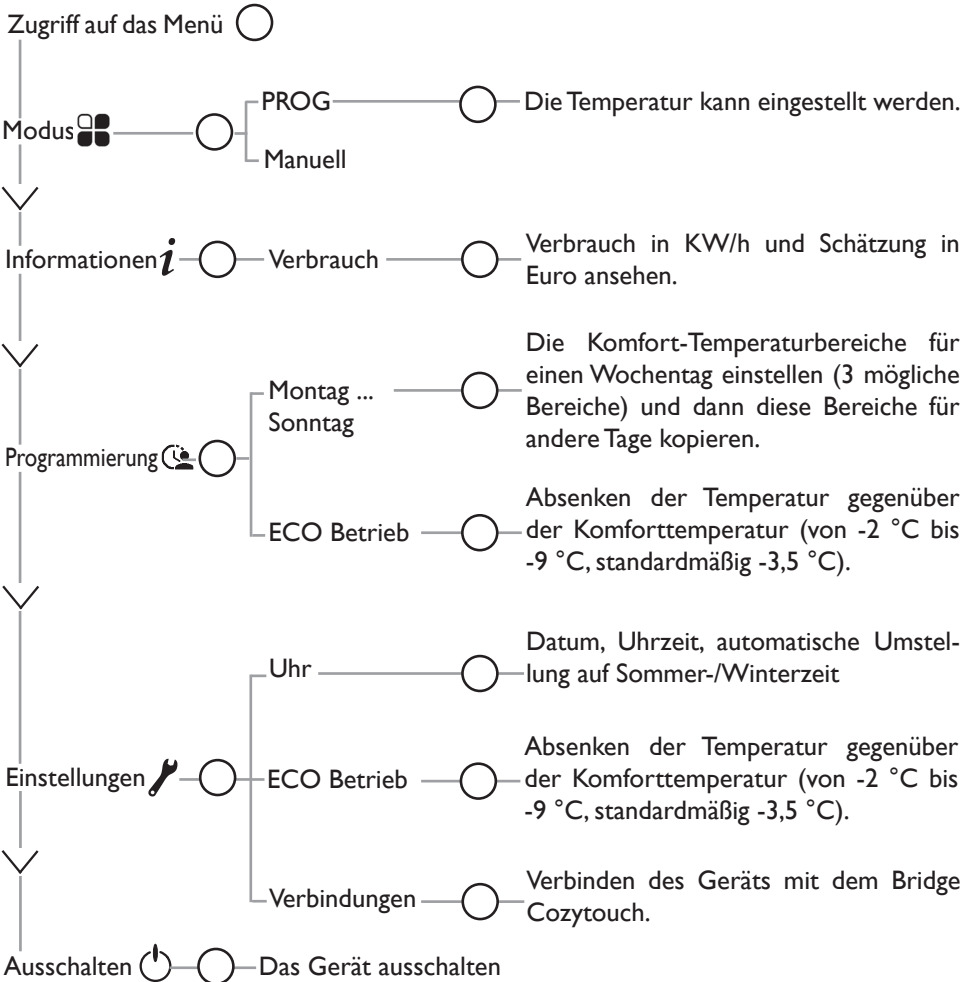 Zugriff auf das Menü
Modus
PROG
Die Temperatur kann eingestellt werden.
Manuell
Informationen
Verbrauch
Verbrauch in KW/h und Schätzung in
Euro ansehen.
Programmierung
Montag ...
Sonntag
Die Komfort-Temperaturbereiche für
einen Wochentag einstellen (3 mögliche
Bereiche) und dann diese Bereiche für
andere Tage kopieren.
ECO Betrieb
Absenken der Temperatur gegenüber
der Komforttemperatur (von -2 °C bis
-9 °C, standardmäßig -3,5 °C).
Einstellungen
Uhr
Datum, Uhrzeit, automatische Umstel-
lung auf Sommer-/Winterzeit
ECO Betrieb
Absenken der Temperatur gegenüber
der Komforttemperatur (von -2 °C bis
-9 °C, standardmäßig -3,5 °C).
Verbindungen
Verbinden des Geräts mit dem Bridge
Cozytouch.
Ausschalten
Das Gerät ausschalten